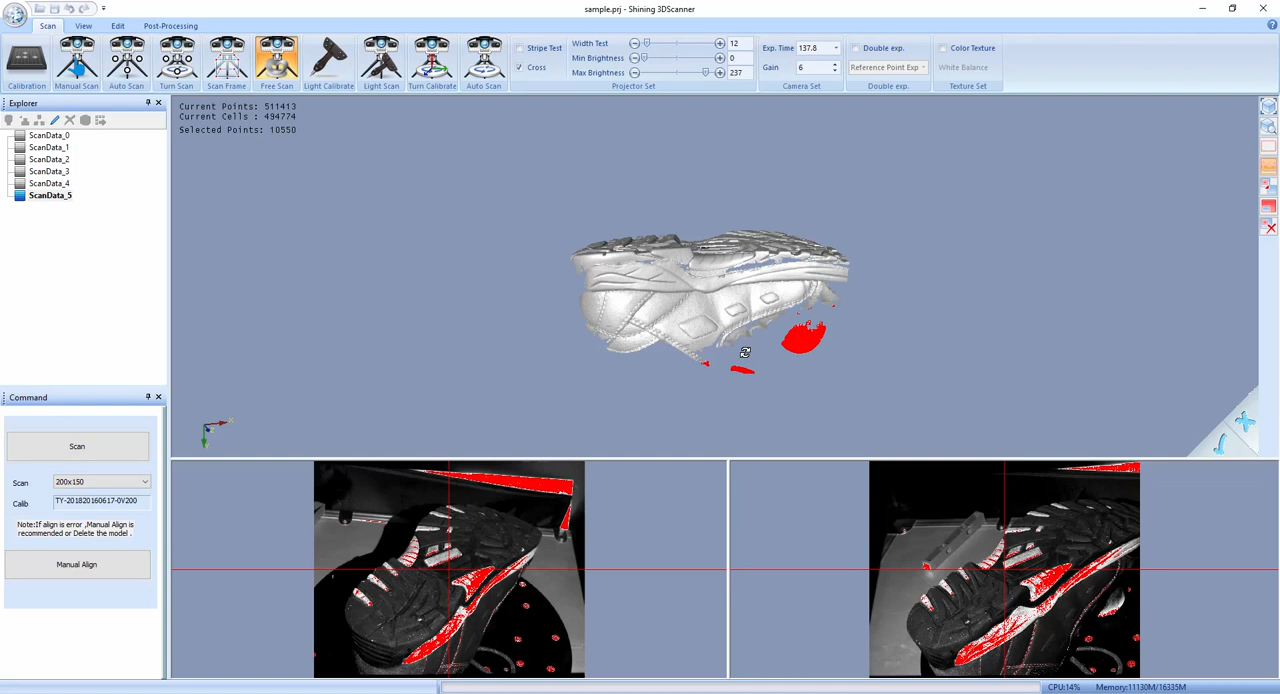 sample.prj - Shining 3DScanner
Scan View Edit Post-Processing
Calibration Manual Scan Auto Scan Turn Scan Scan Frame Free Scan Light Calibrate Light Scan Turn Calibrate Auto Scan
Stripe Test
Cross
Width Test 12
Min Brightness 0
Max Brightness 237
Projector Set
Exp. Time 137.8
Gain 6
Camera Set
Double exp.
Reference Point Exp
Double exp.
Color Texture
White Balance
Texture Set
Explorer
ScanData_0
ScanData_1
ScanData_2
ScanData_3
ScanData_4
ScanData_5
Current Points: 511413
Current Cells : 494774
Selected Points: 10550
Command
Scan
Scan 200x150
Calib TY-201820160617-0V200
Note:If align is error ,Manual Align is
recommended or Delete the model .
Manual Align
CPU:14% Memory:11130M/16335M